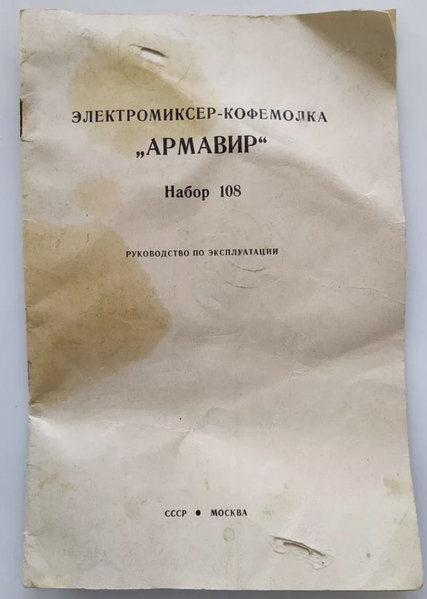 ЭЛЕКТРОМИКСЕР-КОФЕМОЛКА
„АРМАВИР“
Набор 108
РУКОВОДСТВО ПО ЭКСПЛУАТАЦИИ
СССР ● МОСКВА